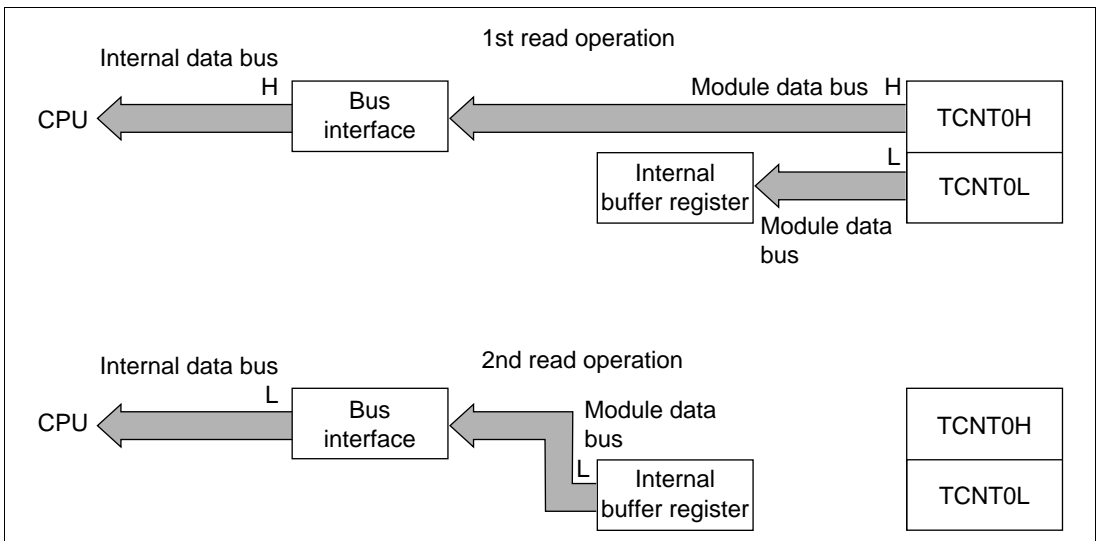 1st read operation
Internal data bus
H
Module data bus H
CPU
Bus
interface
TCNT0H
L
Internal
buffer register
TCNT0L
Module data
bus
2nd read operation
Internal data bus
L
CPU
Bus
interface
Module data
bus
TCNT0H
L
Internal
buffer register
TCNT0L